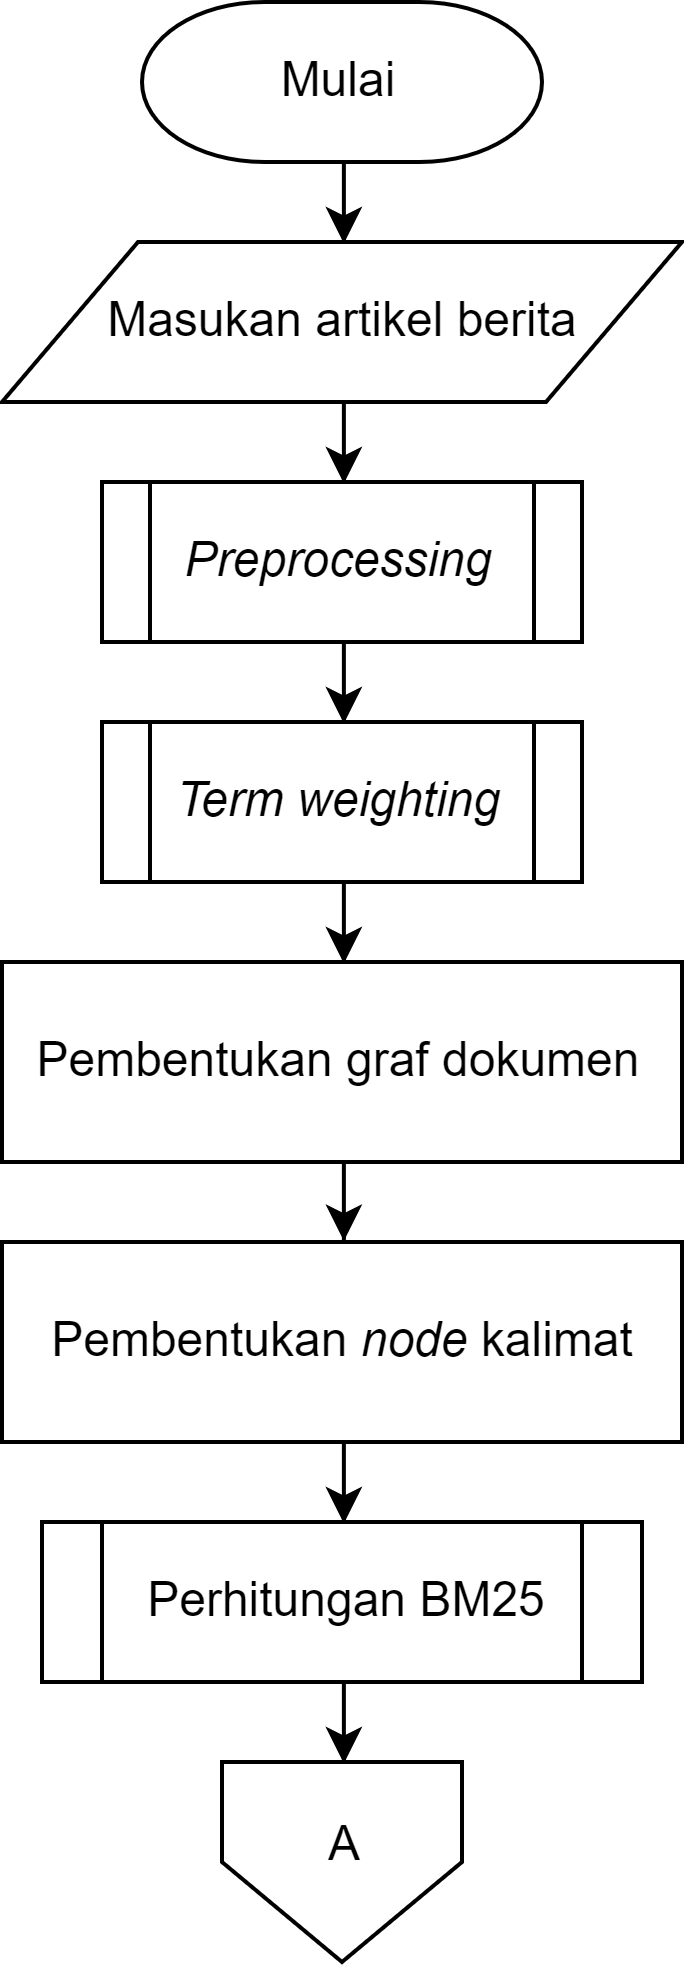 Mulai
Masukan artikel berita
Preprocessing
Term weighting
Pembentukan graf dokumen
Pembentukan node kalimat
Perhitungan BM25
A